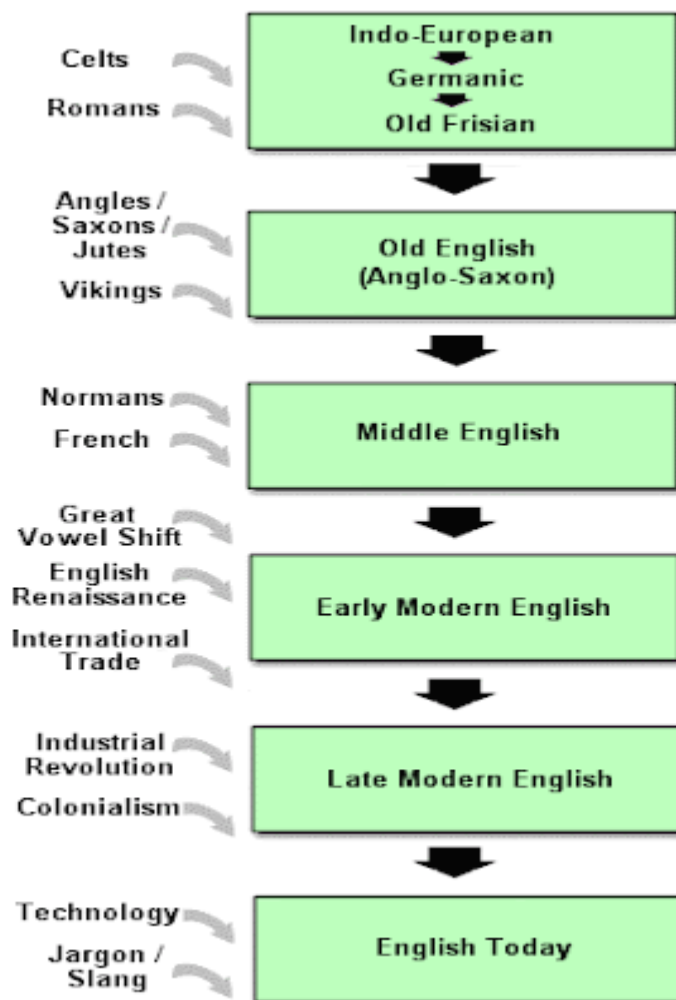 Indo-European
Celts
Germanic
Romans
Old Frisian
Angles /
Saxons /
Jutes
Vikings
Old English
(Anglo-Saxon)
Normans
French
Middle English
Great
Vowel Shift
English
Renaissance
International
Trade
Early Modern English
Industrial
Revolution
Colonialism
Late Modern English
Technology
Jargon /
Slang
English Today